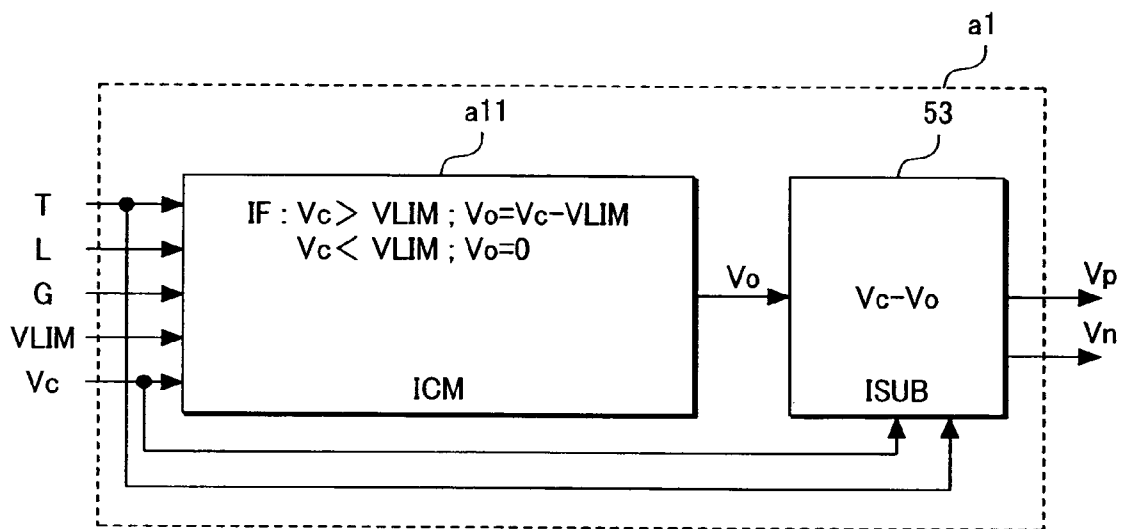 a1
a11
53
T
L
G
VLIM
Vc
IF : Vc＞ VLIM ; Vo=Vc-VLIM
Vc＜ VLIM ; Vo=0
ICM
Vo
Vc-Vo
ISUB
Vp
Vn